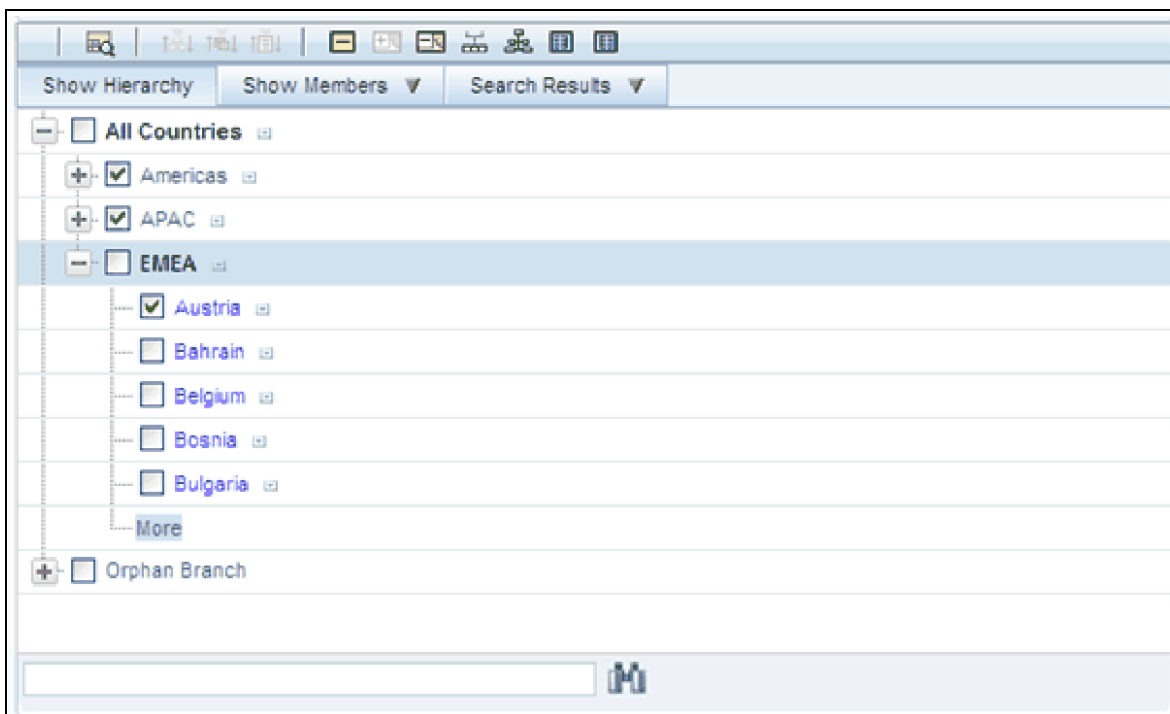 Show Hierarchy Show Members Search Results
All Countries
Americas
APAC
EMEA
Austria
Bahrain
Belgium
Bosnia
Bulgaria
More
Orphan Branch